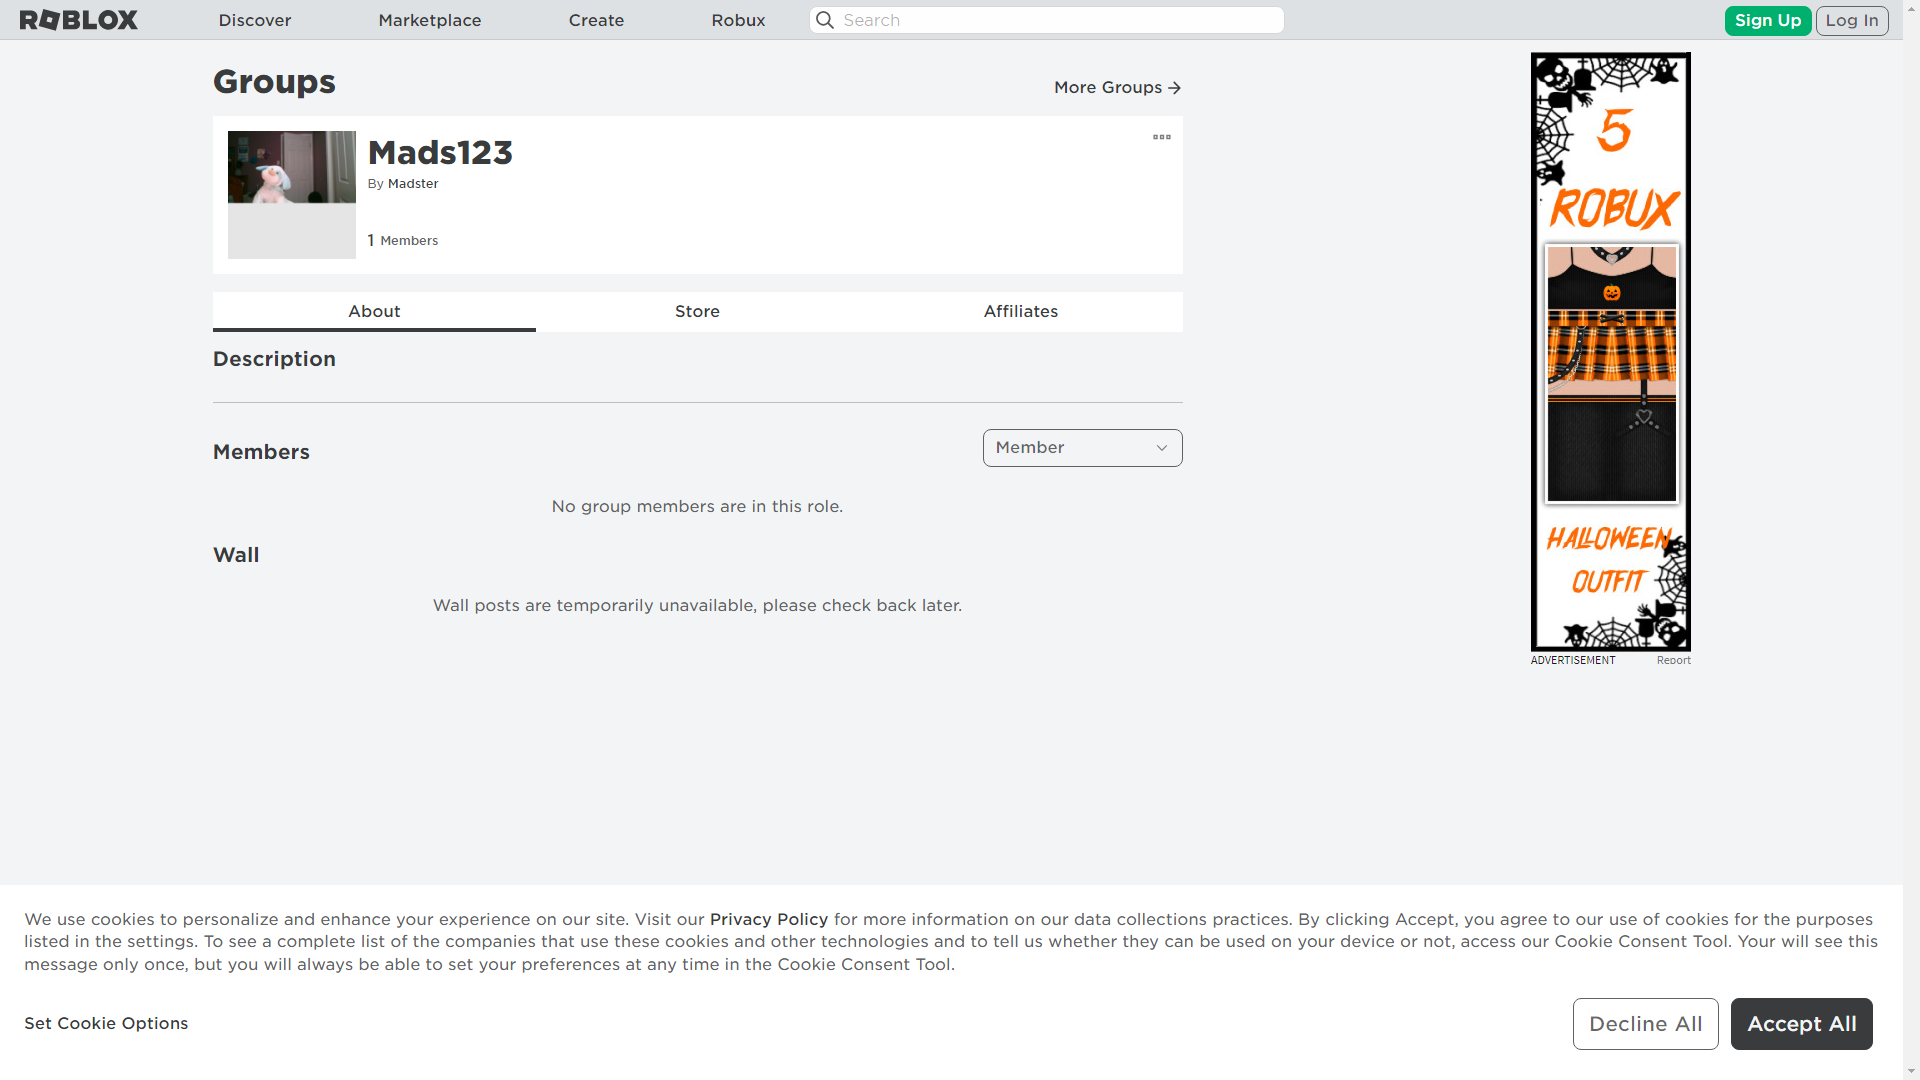 ROBLOX
Discover
Marketplace
Create
Robux
Search
Sign Up
Log In
Groups
More Groups
Mads123
By Madster
1 Members
About
Store
Affiliates
Description
Members
Member
No group members are in this role.
Wall
Wall posts are temporarily unavailable, please check back later.
5
ROBUX
HALLOWEEN
OUTFIT
ADVERTISEMENT
Report
We use cookies to personalize and enhance your experience on our site. Visit our Privacy Policy for more information on our data collections practices. By clicking Accept, you agree to our use of cookies for the purposes
listed in the settings. To see a complete list of the companies that use these cookies and other technologies and to tell us whether they can be used on your device or not, access our Cookie Consent Tool. Your will see this
message only once, but you will always be able to set your preferences at any time in the Cookie Consent Tool.
Set Cookie Options
Decline All
Accept All